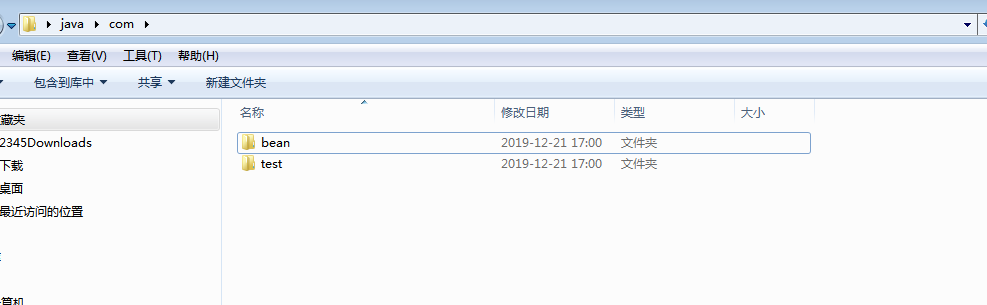 java com
编辑(E) 查看(V) 工具(T) 帮助(H)
包含到库中 共享 新建文件夹
名称 修改日期 类型 大小
藏夹
2345Downloads
下载
桌面
最近访问的位置
算机
bean 2019-12-21 17:00 文件夹
test 2019-12-21 17:00 文件夹